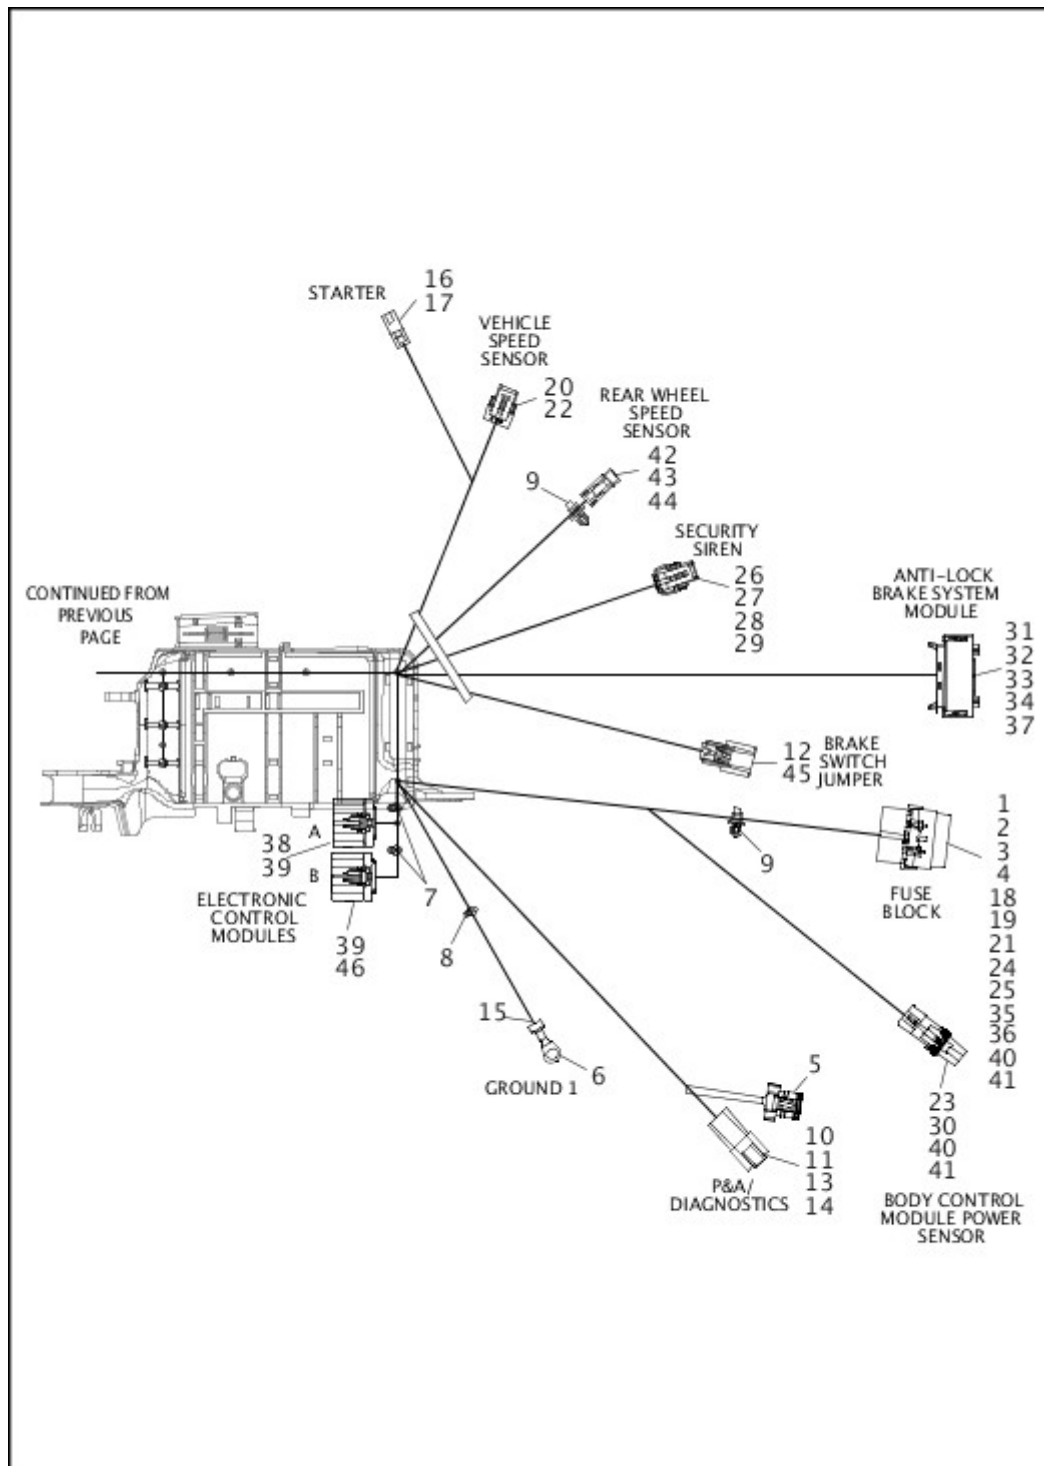 STARTER
16
17
VEHICLE
SPEED
SENSOR
20
22
REAR WHEEL
SPEED
SENSOR
42
43
44
9
SECURITY
SIREN
26
27
28
29
ANTI-LOCK
BRAKE SYSTEM
MODULE
31
32
33
34
37
CONTINUED FROM
PREVIOUS
PAGE
12
45
BRAKE
SWITCH
JUMPER
A
38
39
B
ELECTRONIC
CONTROL
MODULES
39
46
7
8
9
FUSE
BLOCK
1
2
3
4
18
19
21
24
25
35
36
40
41
15
6
GROUND 1
5
10
11
13
14
P&A/
DIAGNOSTICS
23
30
40
41
BODY CONTROL
MODULE POWER
SENSOR